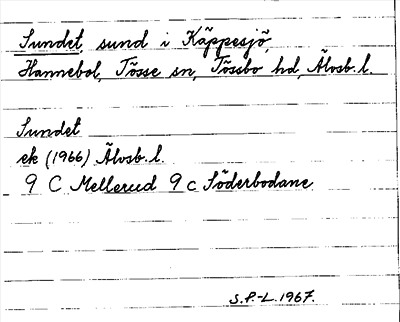 Sundet, sund i Käppesjö,
Hannebol, Tösse sn, Tössbo hd, Älvsb. l.
Sundet
ek (1966) Älvsb. l.
9 C Mellerud 9 c Söderbodane
S.P.-L. 1967.